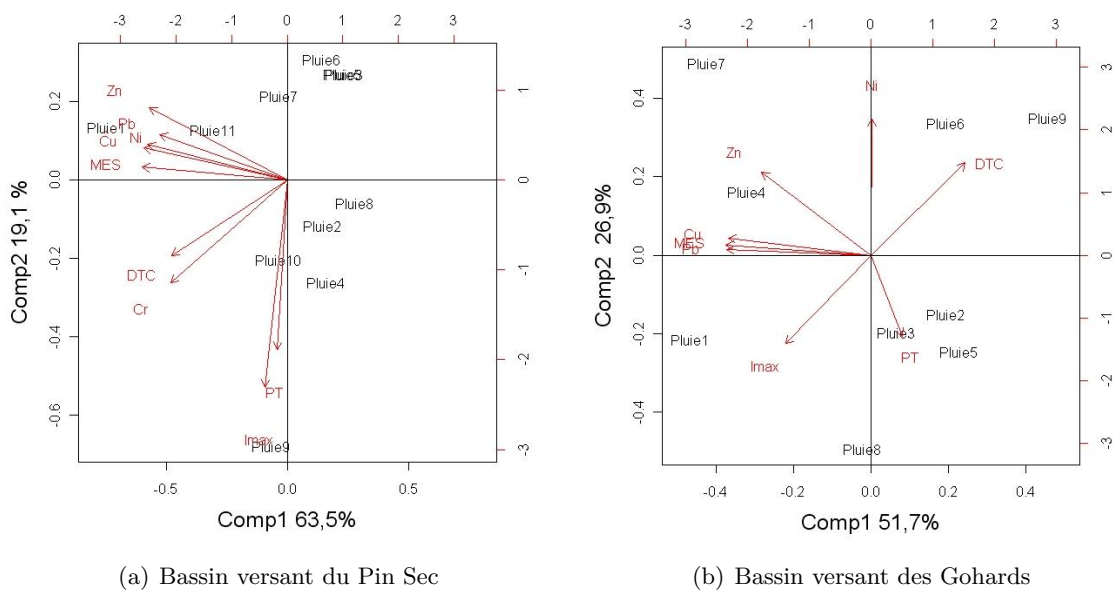 -3 -2 -1 0 1 2 3
Pluie6
Zn
Pluie7
1
0.2
Pb
Pluie1
Pluie11
Cu
Ni
MES
0.0
0
Pluie8
Pluie2
-0.2
Pluie10
DTC
-1
Pluie4
Cr
-0.4
-2
PT
-0.6
Imax
Pluie9
-3
Comp2 19,1 %
-0.5 0.0 0.5
Comp1 63,5%
(a) Bassin versant du Pin Sec
-3 -2 -1 0 1 2 3
Pluie7
3
Ni
0.4
Pluie6
Pluie9
2
Zn
DTC
0.2
Pluie4
1
Cu
MES
Pb
0.0
0
Pluie2
-1
Pluie3
-0.2
Pluie1
Pluie5
PT
Imax
-2
-0.4
Pluie8
-3
Comp2 26,9%
-0.4 -0.2 0.0 0.2 0.4
Comp1 51,7%
(b) Bassin versant des Gohards